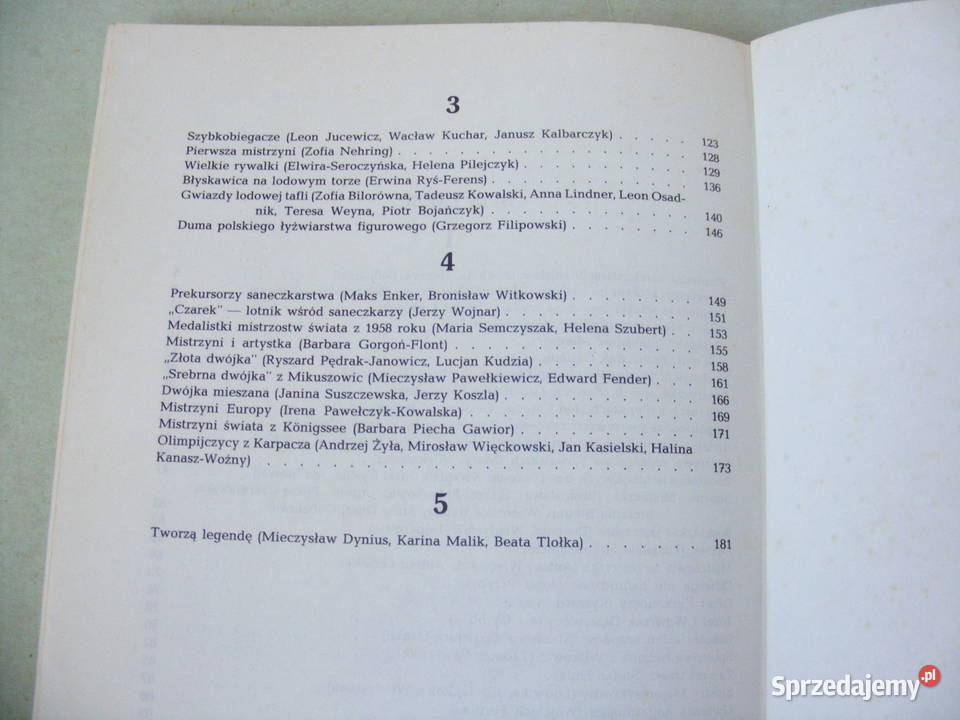 3
Szybkobiegacze (Leon Jucewicz, Wacław Kuchar, Janusz Kalbarczyk) . . . . . 123
Pierwsza mistrzyni (Zofia Nehring) . . . . . . . . . . . . . . . 128
Wielkie rywalki (Elwira-Seroczyńska, Helena Pilejczyk) . . . . . . . . . 129
Błyskawica na lodowym torze (Erwina Ryś-Ferens) . . . . . . . . . . 136
Gwiazdy lodowej tafli (Zofia Bilorówna, Tadeusz Kowalski, Anna Lindner, Leon Osad-
nik, Teresa Weyna, Piotr Bojańczyk) . . . . . . . . . . 140
Duma polskiego łyżwiarstwa figurowego (Grzegorz Filipowski) . . . . . . . 146
4
Prekursorzy saneczkarstwa (Maks Enker, Bronisław Witkowski) . . . . . . . 149
„Czarek" — lotnik wśród saneczkarzy (Jerzy Wojnar) . . . . . . . . . 151
Medalistki mistrzostw świata z 1958 roku (Maria Semczyszak, Helena Szubert) . . 153
Mistrzyni i artystka (Barbara Gorgoń-Flont) . . . . . . . . . . . . 155
„Złota dwójka" (Ryszard Pędrak-Janowicz, Lucjan Kudzia) . . . . . . . . 158
„Srebrna dwójka" z Mikuszowic (Mieczysław Pawełkiewicz, Edward Fender) . . . 161
Dwójka mieszana (Janina Suszczewska, Jerzy Koszla) . . . . . . . . . 166
Mistrzyni Europy (Irena Pawełczyk-Kowalska) . . . . . . . . . . . 169
Mistrzyni świata z Königssee (Barbara Piecha Gawior) . . . . . . . . . 171
Olimpijczycy z Karpacza (Andrzej Żyła, Mirosław Więckowski, Jan Kasielski, Halina
Kanasz-Woźny) . . . . . . . . . . . . . . . . . . . 173
5
Tworzą legendę (Mieczysław Dynius, Karina Malik, Beata Tlołka) . . . . . . 181
Sprzedajemy.pl